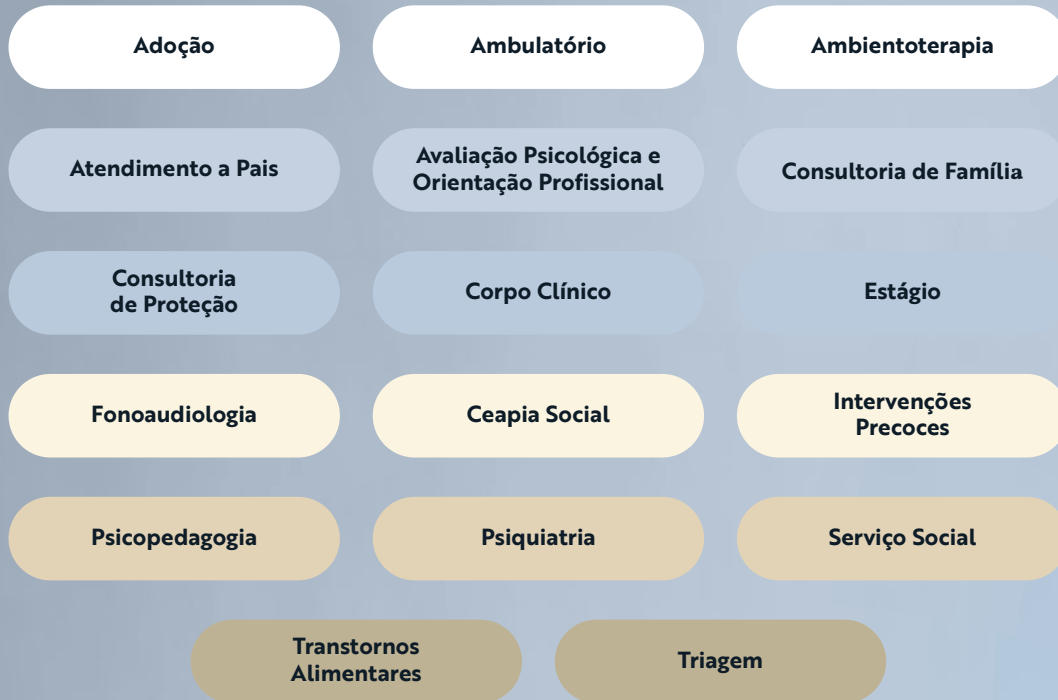 Adoção
Ambulatório
Ambientoterapia
Atendimento a Pais
Avaliação Psicológica e
Orientação Profissional
Consultoria de Família
Consultoria
de Proteção
Corpo Clínico
Estágio
Fonoaudiologia
Ceapia Social
Intervenções
Precoces
Psicopedagogia
Psiquiatria
Serviço Social
Transtornos
Alimentares
Triagem